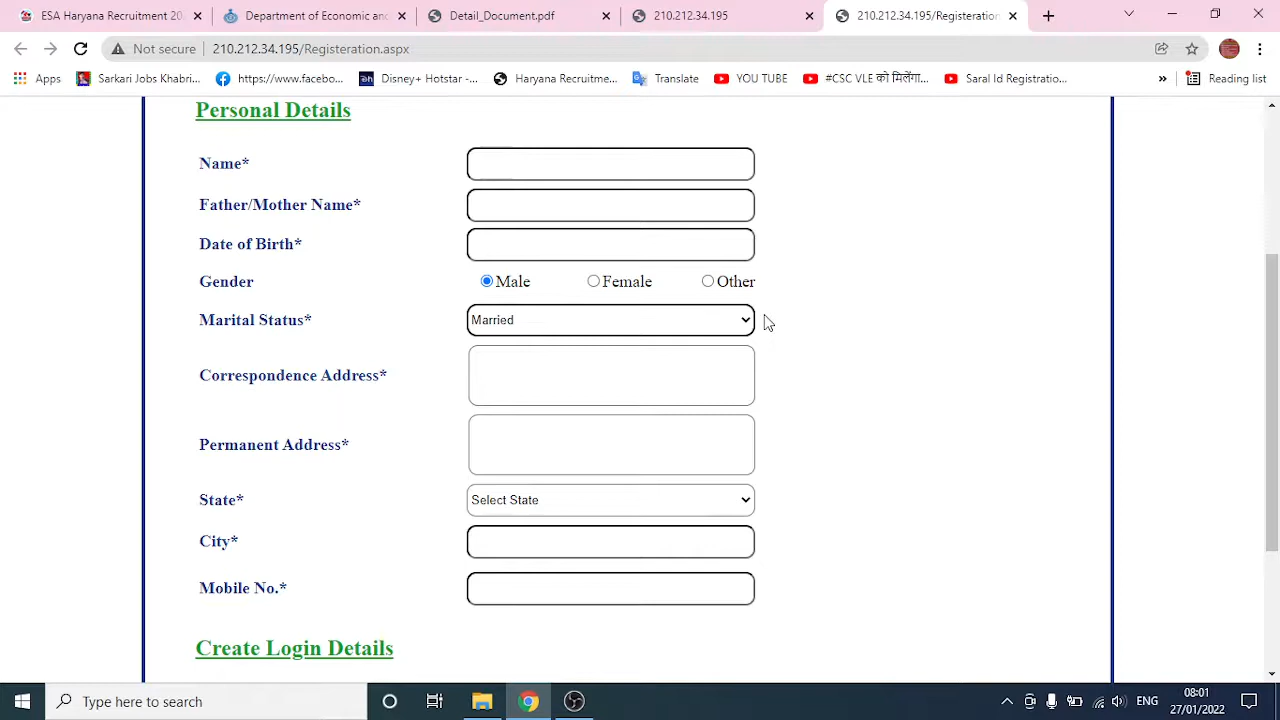 ESA Haryana Recruitment 20
Department of Economic and
Detail_Document.pdf
210.212.34.195
210.212.34.195/Registeration
Not secure
210.212.34.195/Registeration.aspx
Apps
Sarkari Jobs Khabri...
https://www.facebo...
Disney+ Hotstar -...
Haryana Recruitme...
Translate
YOU TUBE
#CSC VLE को मिलेंगा...
Saral Id Registratio...
»
Reading list
Personal Details
Name*
Father/Mother Name*
Date of Birth*
Gender
Male
Female
Other
Marital Status*
Married
Correspondence Address*
Permanent Address*
State*
Select State
City*
Mobile No.*
Create Login Details
Type here to search
ENG
08:01
27/01/2022